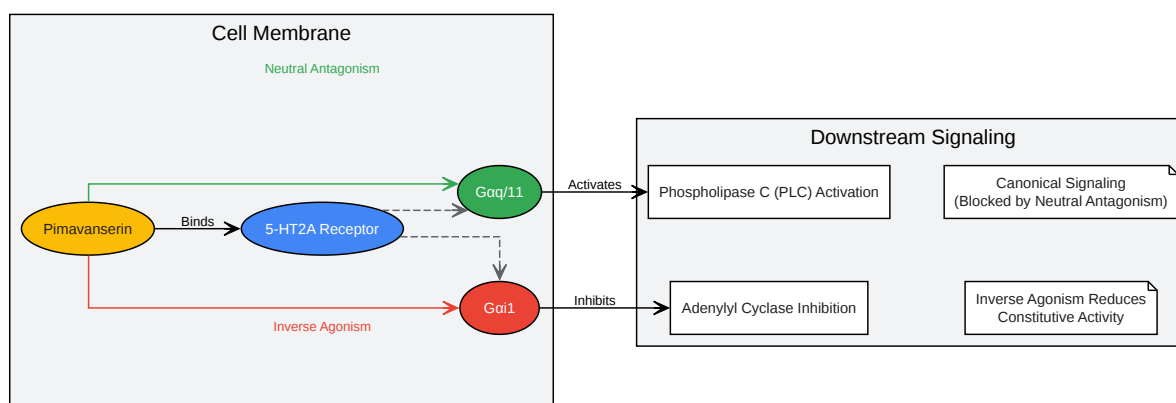 Cell Membrane
Neutral Antagonism
Pimavanserin
Binds
5-HT2A Receptor
Gαq/11
Gαi1
Inverse Agonism
Activates
Inhibits
Downstream Signaling
Phospholipase C (PLC) Activation
Canonical Signaling
(Blocked by Neutral Antagonism)
Adenylyl Cyclase Inhibition
Inverse Agonism Reduces
Constitutive Activity